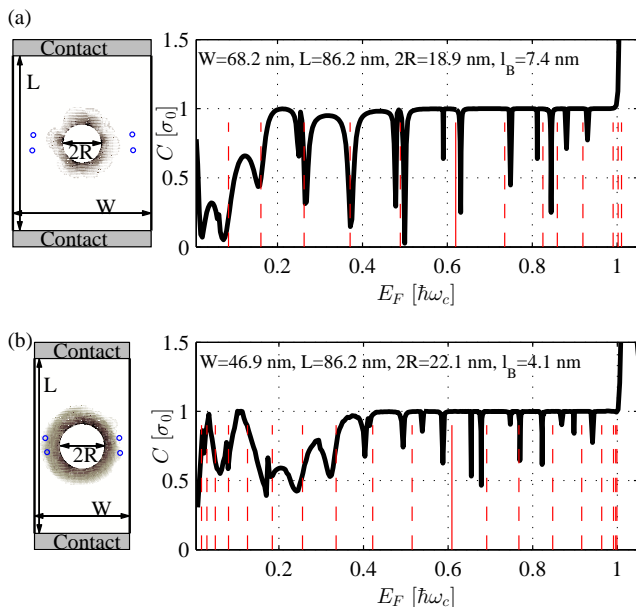 (a)
Contact
L
2R
W
Contact
W=68.2 nm, L=86.2 nm, 2R=18.9 nm, l_B=7.4 nm
C [σ_0]
1.5
1
0.5
0
0.2
0.4
0.6
0.8
1
E_F [ℏω_c]
(b)
Contact
L
2R
W
Contact
W=46.9 nm, L=86.2 nm, 2R=22.1 nm, l_B=4.1 nm
C [σ_0]
1.5
1
0.5
0
0.2
0.4
0.6
0.8
1
E_F [ℏω_c]